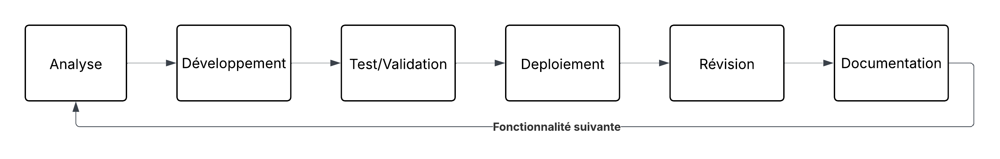 Analyse
Développement
Test/Validation
Deploiement
Révision
Documentation
Fonctionnalité suivante